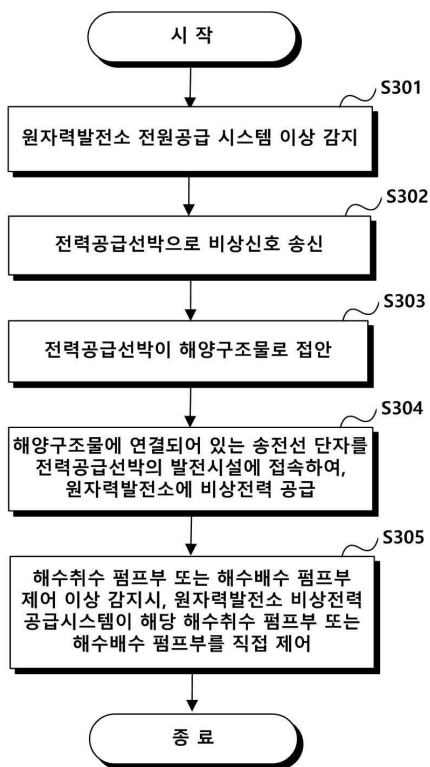 시 작
S301
원자력발전소 전원공급 시스템 이상 감지
S302
전력공급선박으로 비상신호 송신
S303
전력공급선박이 해양구조물로 접안
S304
해양구조물에 연결되어 있는 송전선 단자를
전력공급선박의 발전시설에 접속하여,
원자력발전소에 비상전력 공급
S305
해수취수 펌프부 또는 해수배수 펌프부
제어 이상 감지시, 원자력발전소 비상전력
공급시스템이 해당 해수취수 펌프부 또는
해수배수 펌프부를 직접 제어
종 료